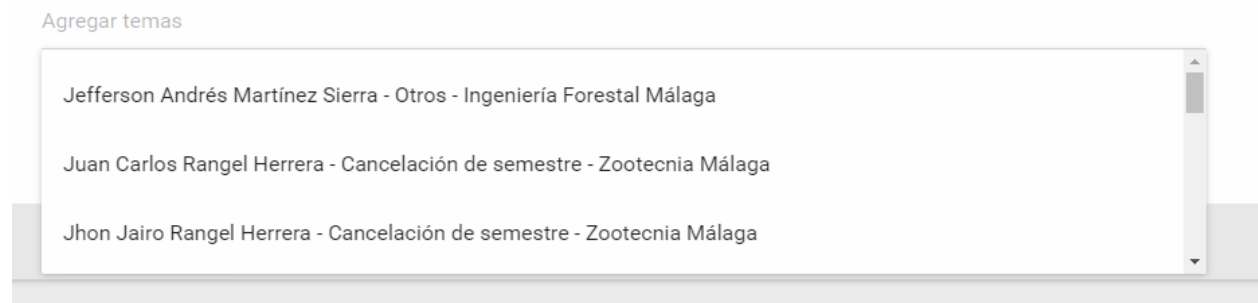 Agregar temas
Jefferson Andrés Martínez Sierra - Otros - Ingeniería Forestal Málaga
Juan Carlos Rangel Herrera - Cancelación de semestre - Zootecnia Málaga
Jhon Jairo Rangel Herrera - Cancelación de semestre - Zootecnia Málaga